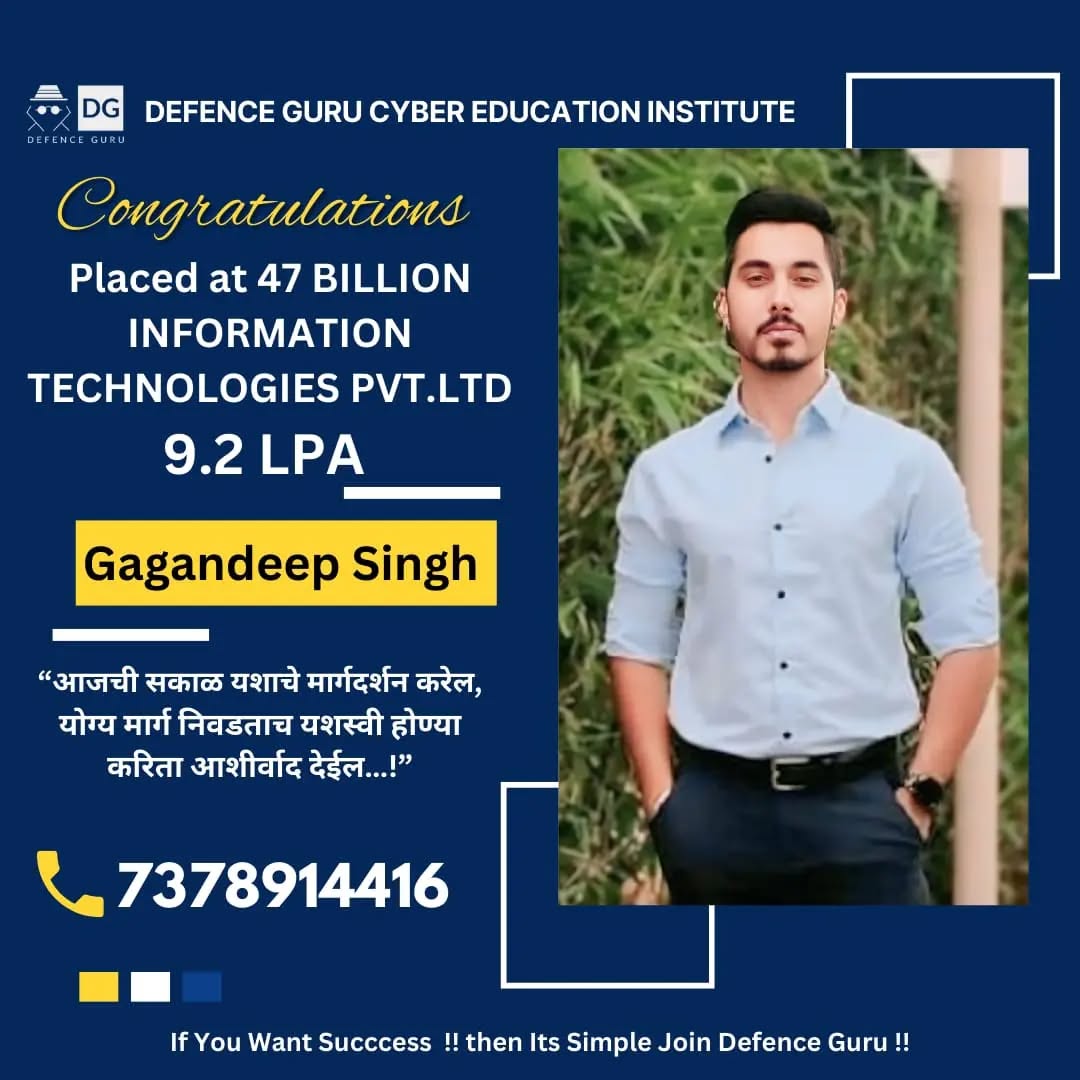 DG
DEFENCE GURU
DEFENCE GURU CYBER EDUCATION INSTITUTE
Congratulations
Placed at 47 BILLION
INFORMATION
TECHNOLOGIES PVT.LTD
9.2 LPA
Gagandeep Singh
“आजची सकाळ यशाचे मार्गदर्शन करेल,
योग्य मार्ग निवडताच यशस्वी होण्या
करिता आशीर्वाद देईल...!”
7378914416
If You Want Succcess !! then Its Simple Join Defence Guru !!